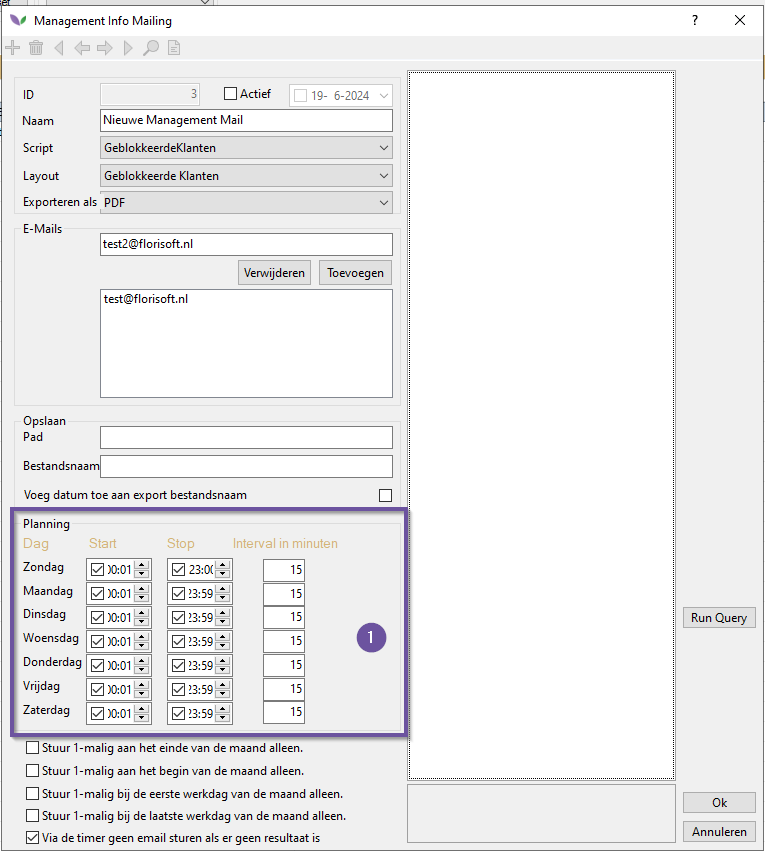 Management Info Mailing
?
ID 3 Actief 19- 6-2024
Naam Nieuwe Management Mail
Script GeblokkeerdeKlanten
Layout Geblokkeerde Klanten
Exporteren als PDF
E-Mails
test2@florisoft.nl
Verwijderen Toevoegen
test@florisoft.nl
Opslaan
Pad
Bestandsnaam
Voeg datum toe aan export bestandsnaam
Planning
Dag Start Stop Interval in minuten
Zondag 00:01 23:00 15
Maandag 00:01 23:59 15
Dinsdag 00:01 23:59 15
Woensdag 00:01 23:59 15
Donderdag 00:01 23:59 15
Vrijdag 00:01 23:59 15
Zaterdag 00:01 23:59 15
1
Run Query
Stuur 1-malig aan het einde van de maand alleen.
Stuur 1-malig aan het begin van de maand alleen.
Stuur 1-malig bij de eerste werkdag van de maand alleen.
Stuur 1-malig bij de laatste werkdag van de maand alleen.
Via de timer geen email sturen als er geen resultaat is
Ok
Annuleren